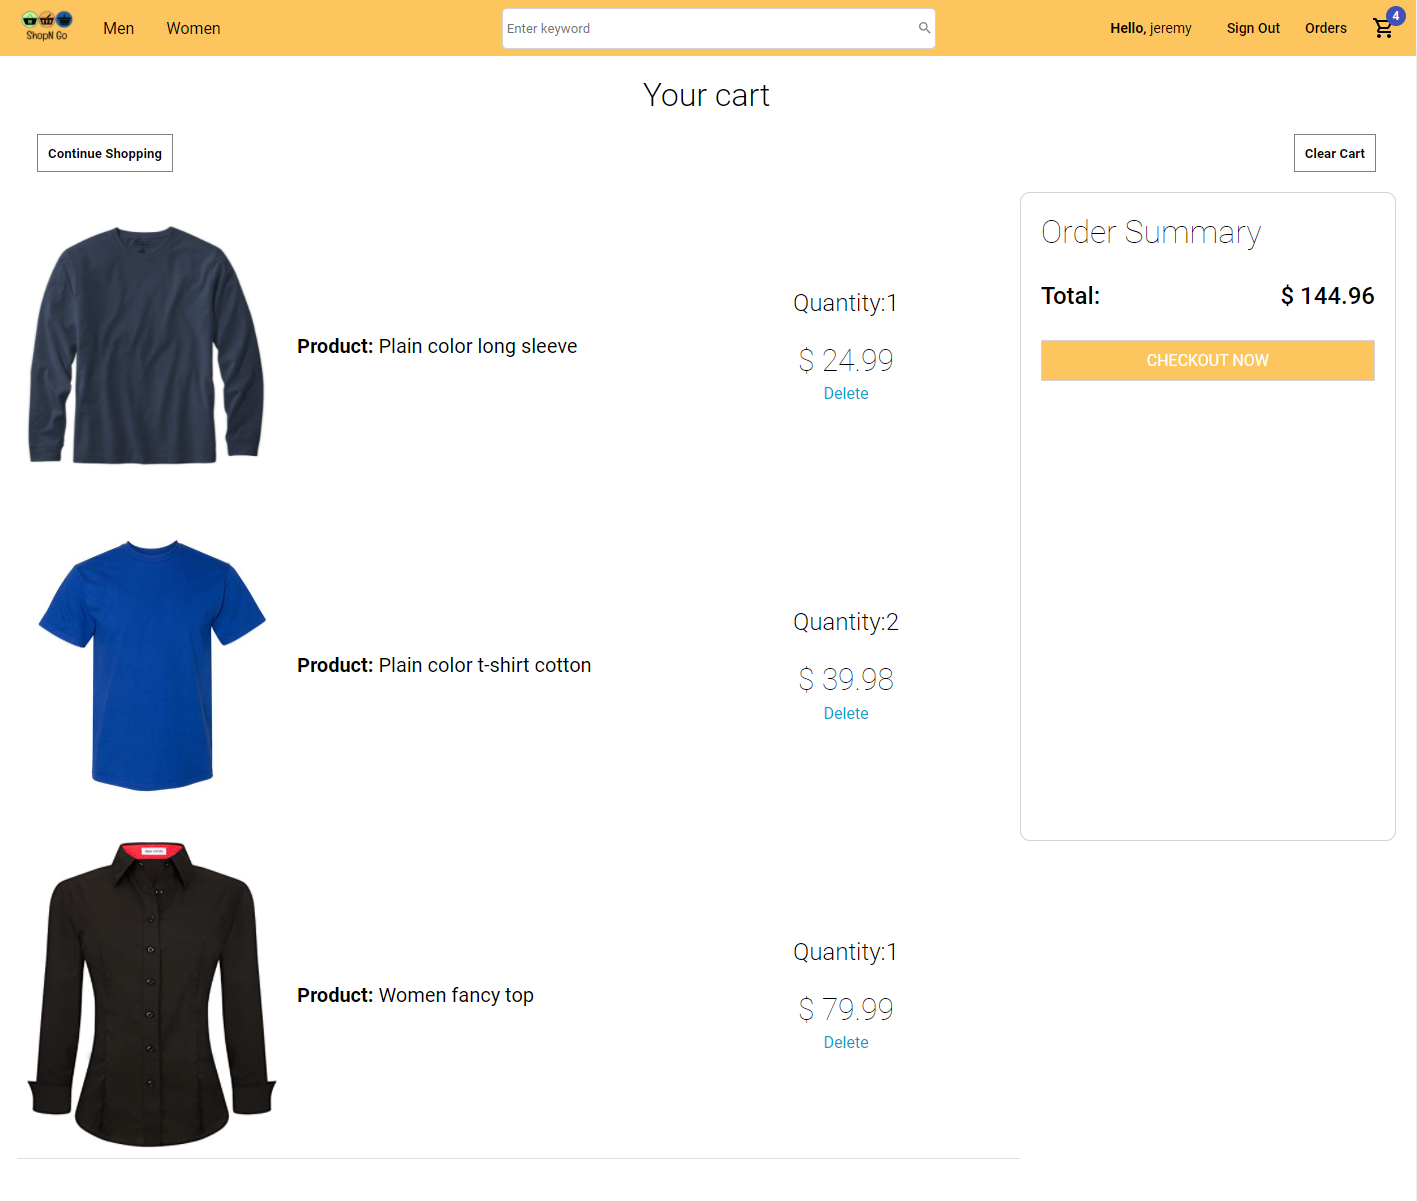 ShopN Go
Men
Women
Enter keyword
Hello, jeremy
Sign Out
Orders
4
Your cart
Continue Shopping
Clear Cart
Product: Plain color long sleeve
Quantity:1
$ 24.99
Delete
Product: Plain color t-shirt cotton
Quantity:2
$ 39.98
Delete
Product: Women fancy top
Quantity:1
$ 79.99
Delete
Order Summary
Total:
$ 144.96
CHECKOUT NOW